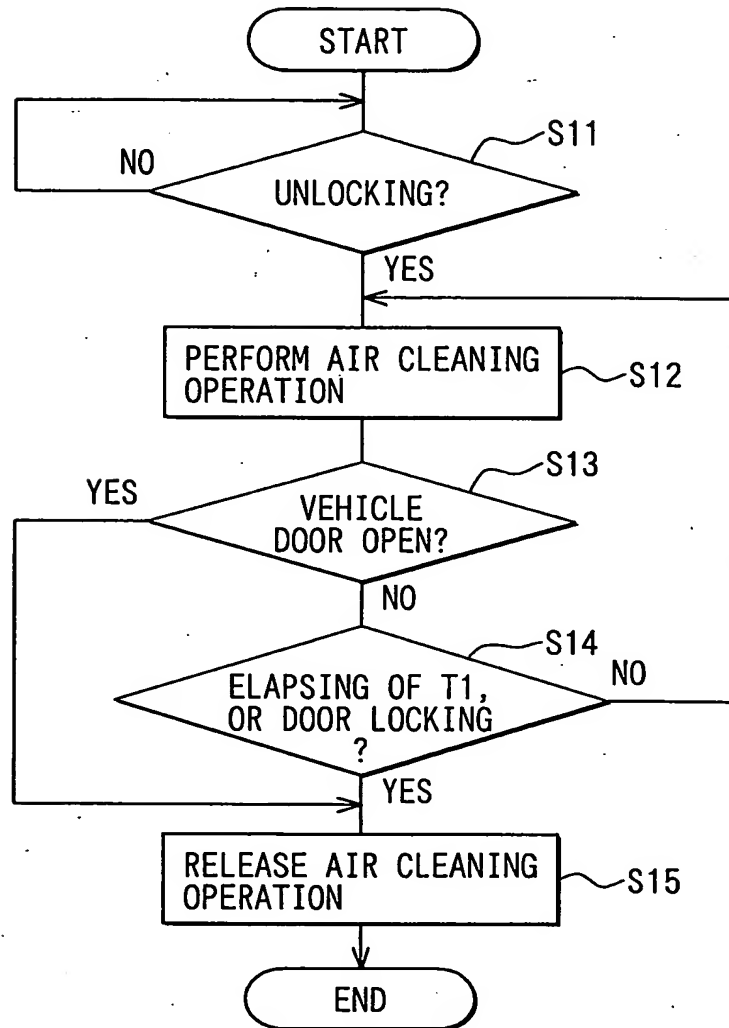 START
S11
NO
UNLOCKING?
YES
PERFORM AIR CLEANING
OPERATION
S12
S13
YES
VEHICLE
DOOR OPEN?
NO
S14
ELAPSING OF T1,
OR DOOR LOCKING
?
NO
YES
RELEASE AIR CLEANING
OPERATION
S15
END